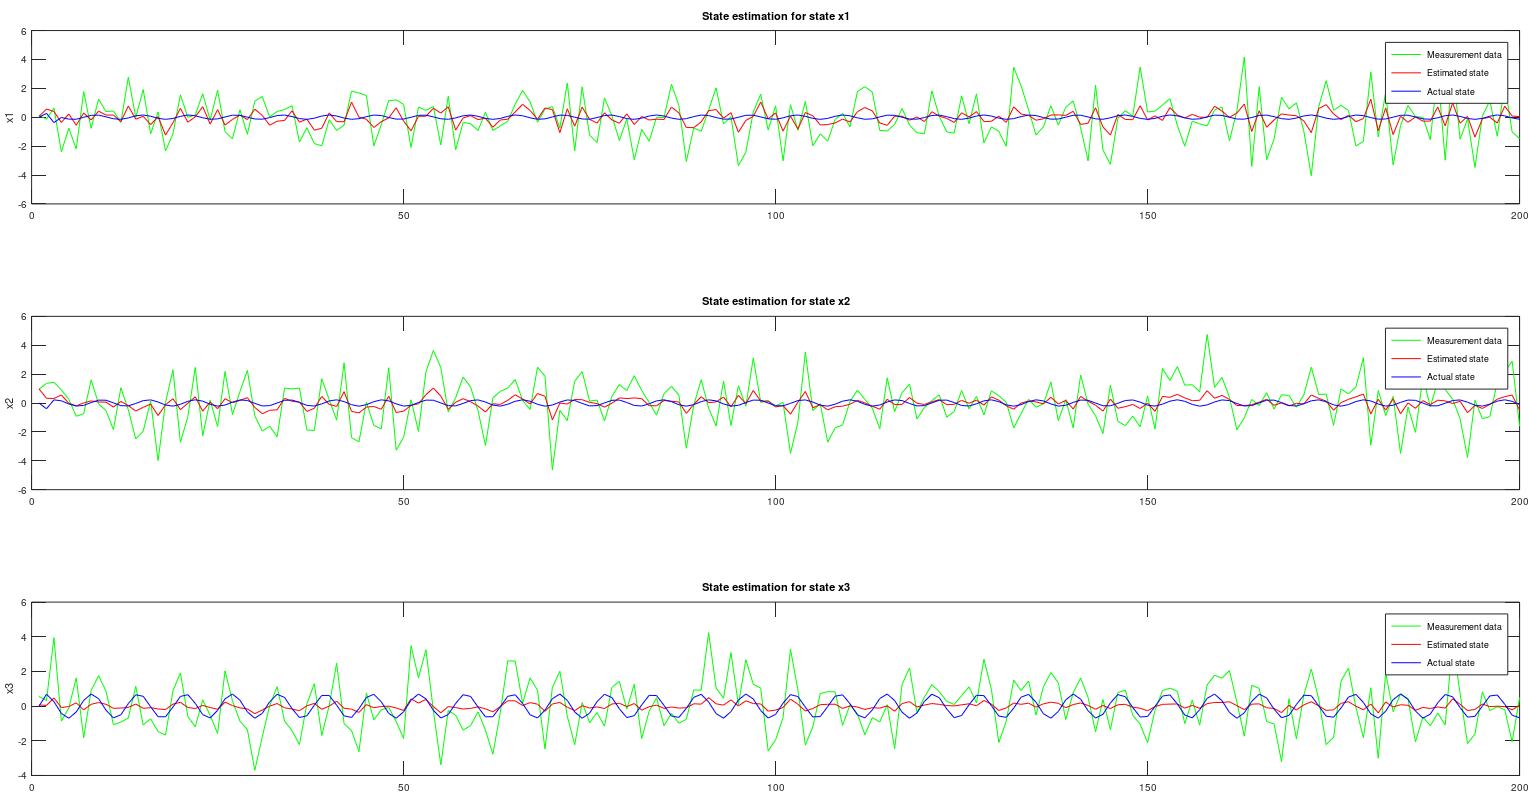 State estimation for state x1
6
4
2
0
-2
-4
-6
x1
Measurement data
Estimated state
Actual state
0
50
100
150
200
State estimation for state x2
6
4
2
0
-2
-4
-6
x2
Measurement data
Estimated state
Actual state
0
50
100
150
200
State estimation for state x3
6
4
2
0
-2
-4
x3
Measurement data
Estimated state
Actual state
0
50
100
150
200